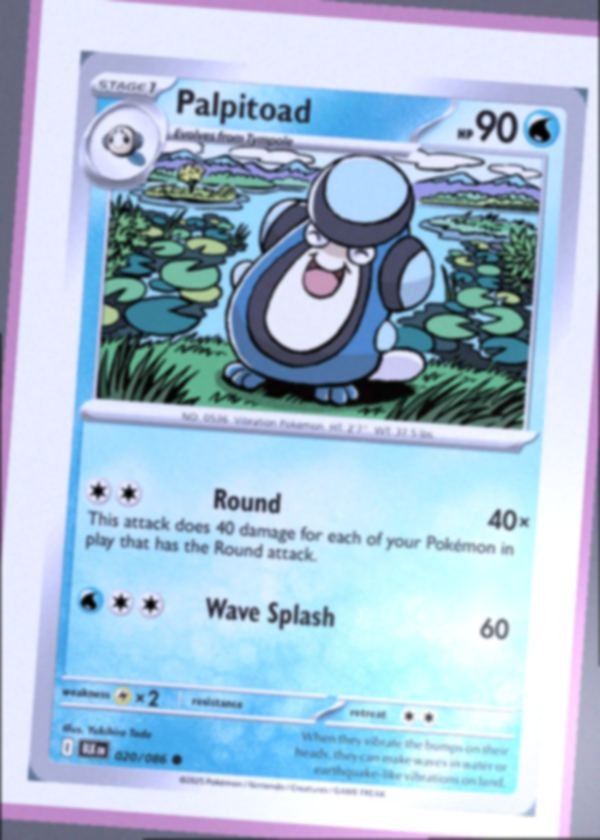 STAGE 1
Palpitoad
HP 90
Evolves from Tympole
NO. 0536 Vibration Pokémon. HT: 2'7" WT: 37.5 lbs.
Round 40×
This attack does 40 damage for each of your Pokémon in
play that has the Round attack.
Wave Splash 60
weakness ×2 resistance retreat
Illus. Yukihiro Tada
020/086
When they vibrate the bumps on their
heads, they can make waves in water or
earthquake-like vibrations on land.
©2025 Pokémon / Nintendo / Creatures / GAME FREAK